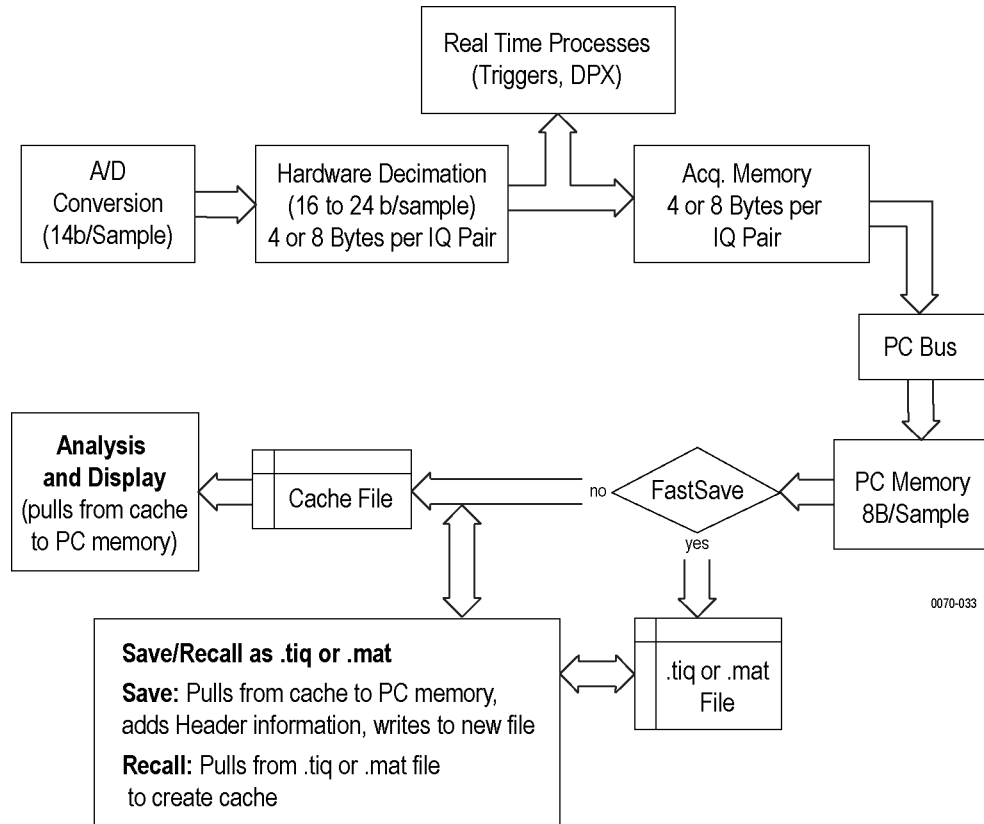 Real Time Processes
(Triggers, DPX)
A/D
Conversion
(14b/Sample)
Hardware Decimation
(16 to 24 b/sample)
4 or 8 Bytes per IQ Pair
Acq. Memory
4 or 8 Bytes per
IQ Pair
PC Bus
Analysis
and Display
(pulls from cache
to PC memory)
Cache File
no
FastSave
yes
PC Memory
8B/Sample
0070-033
Save/Recall as .tiq or .mat
Save: Pulls from cache to PC memory,
adds Header information, writes to new file
Recall: Pulls from .tiq or .mat file
to create cache
.tiq or .mat
File